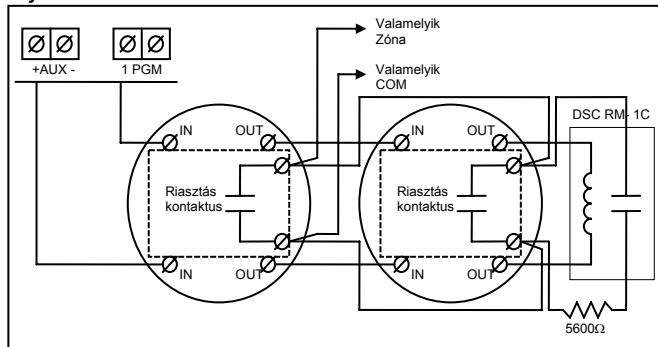 Valamelyik
Zóna
+AUX -
1 PGM
Valamelyik
COM
DSC RM- 1C
IN
OUT
IN
OUT
Riasztás
kontaktus
Riasztás
kontaktus
IN
OUT
IN
OUT
5600Ω